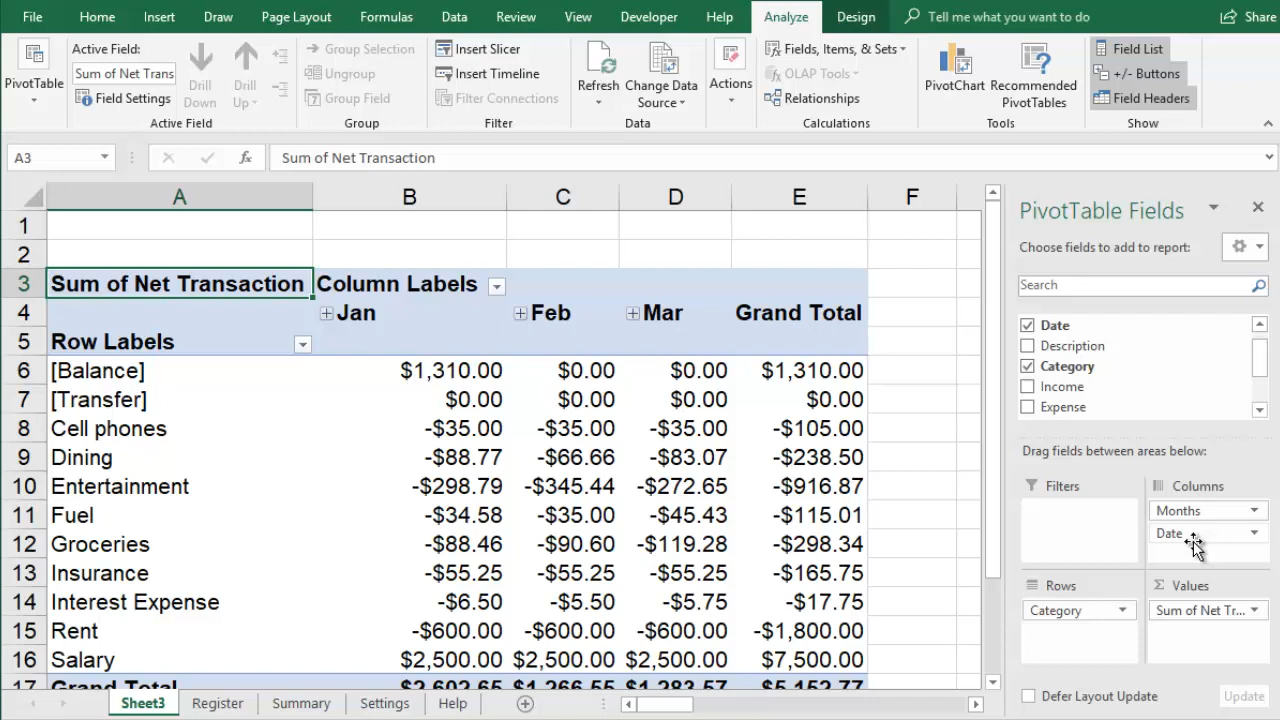 File Home Insert Draw Page Layout Formulas Data Review View Developer Help Analyze Design Tell me what you want to do Share
Active Field:
Sum of Net Trans
Field Settings
PivotTable
Drill Down
Drill Up
Active Field
Group Selection
Ungroup
Group Field
Group
Insert Slicer
Insert Timeline
Filter Connections
Filter
Refresh
Change Data Source
Data
Actions
Fields, Items, & Sets
OLAP Tools
Relationships
Calculations
PivotChart
Recommended PivotTables
Tools
Field List
+/- Buttons
Field Headers
Show
A3 fx Sum of Net Transaction
A B C D E F
1
2
3 Sum of Net Transaction Column Labels
4 Jan Feb Mar Grand Total
5 Row Labels
6 [Balance] $1,310.00 $0.00 $0.00 $1,310.00
7 [Transfer] $0.00 $0.00 $0.00 $0.00
8 Cell phones -$35.00 -$35.00 -$35.00 -$105.00
9 Dining -$88.77 -$66.66 -$83.07 -$238.50
10 Entertainment -$298.79 -$345.44 -$272.65 -$916.87
11 Fuel -$34.58 -$35.00 -$45.43 -$115.01
12 Groceries -$88.46 -$90.60 -$119.28 -$298.34
13 Insurance -$55.25 -$55.25 -$55.25 -$165.75
14 Interest Expense -$6.50 -$5.50 -$5.75 -$17.75
15 Rent -$600.00 -$600.00 -$600.00 -$1,800.00
16 Salary $2,500.00 $2,500.00 $2,500.00 $7,500.00
17 Grand Total $2,602.65 $1,266.55 $1,283.57 $5,152.77
Sheet3 Register Summary Settings Help
PivotTable Fields
Choose fields to add to report:
Search
Date
Description
Category
Income
Expense
Drag fields between areas below:
Filters
Columns
Months
Date
Rows
Category
Values
Sum of Net Tr...
Defer Layout Update
Update